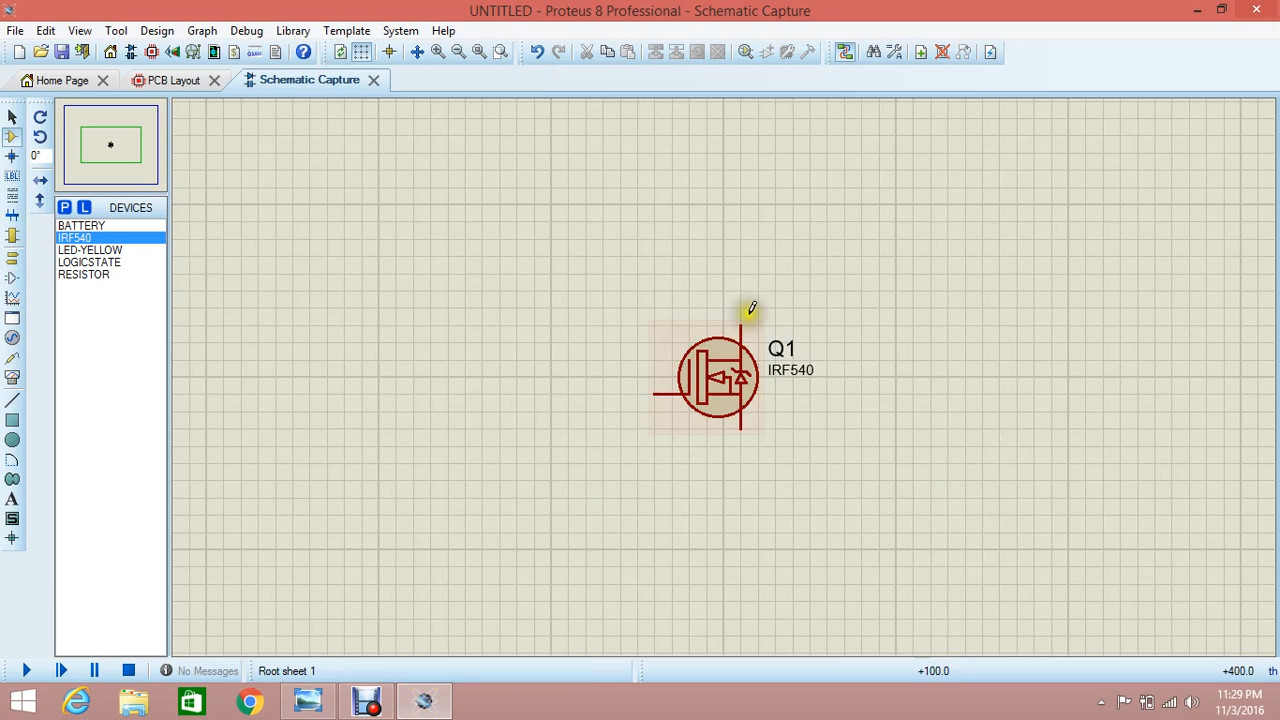 UNTITLED - Proteus 8 Professional - Schematic Capture
File Edit View Tool Design Graph Debug Library Template System Help
Home Page PCB Layout Schematic Capture
0°
P L DEVICES
BATTERY
IRF540
LED-YELLOW
LOGICSTATE
RESISTOR
LBL
A
S
Q1
IRF540
No Messages Root sheet 1 +100.0 +400.0 th
11:29 PM
11/3/2016